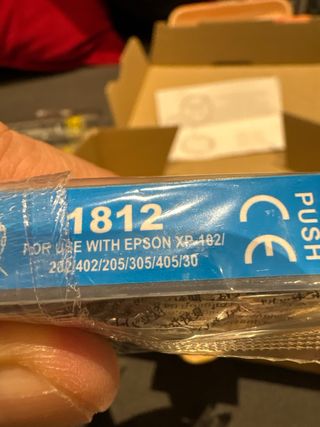 1812
FOR USE WITH EPSON XP-102/
202/402/205/305/405/30
CE
PUSH